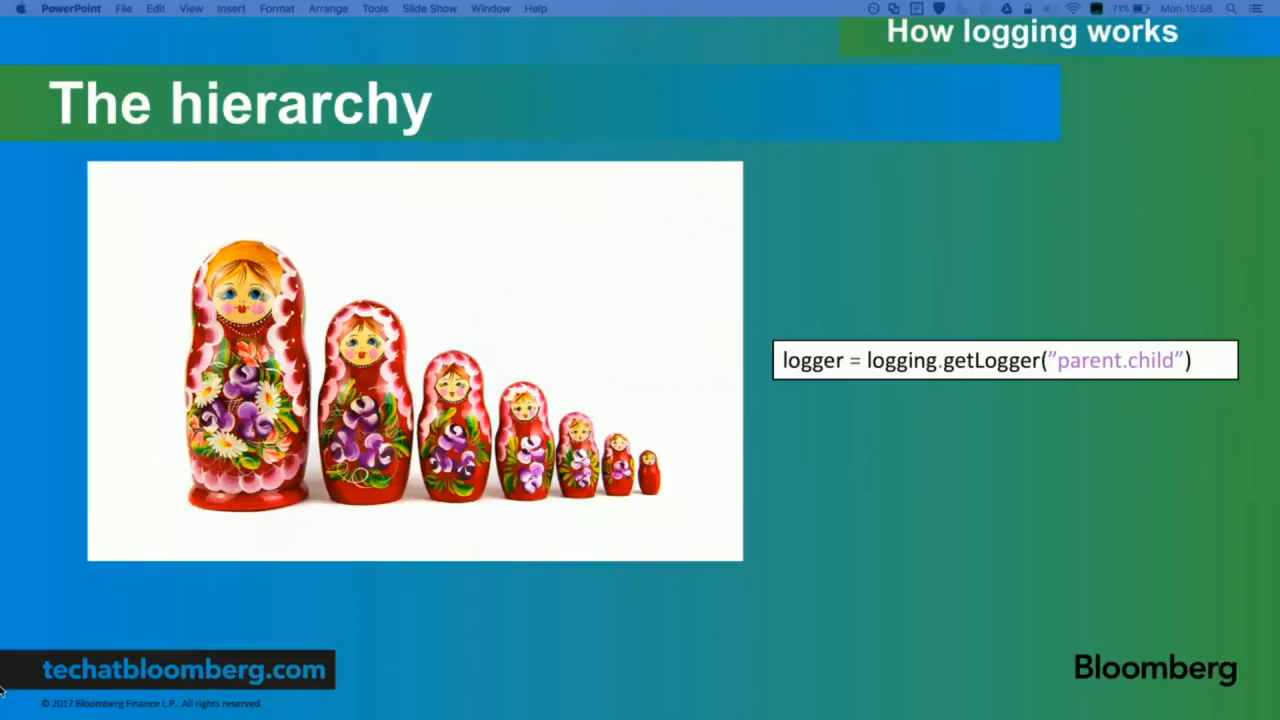 PowerPoint File Edit View Insert Format Arrange Tools Slide Show Window Help 71% Mon 15:58
How logging works
The hierarchy
logger = logging.getLogger(”parent.child”)
techatbloomberg.com
Bloomberg
© 2017 Bloomberg Finance L.P. All rights reserved.